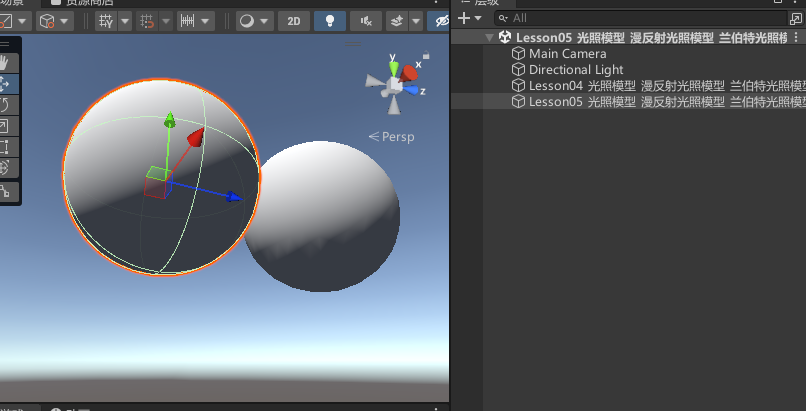 资源商店
层级
2D
All
Lesson05 光照模型 漫反射光照模型 兰伯特光照模
Main Camera
Directional Light
Lesson04 光照模型 漫反射光照模型 兰伯特光照模
Lesson05 光照模型 漫反射光照模型 兰伯特光照模
y
x
z
Persp